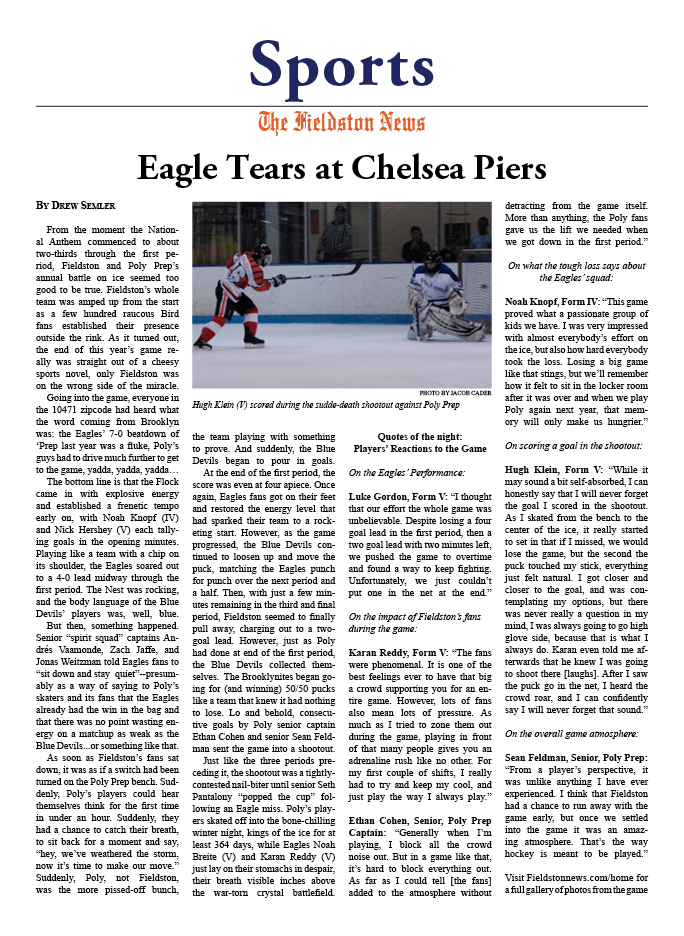 Sports
The Fieldston News
Eagle Tears at Chelsea Piers
By Drew Semler
From the moment the Nation-
al Anthem commenced to about
two-thirds through the first pe-
riod, Fieldston and Poly Prep's
annual battle on ice seemed too
good to be true. Fieldston's whole
team was amped up from the start
as a few hundred raucous Bird
fans established their presence
outside the rink. As it turned out,
the end of this year's game re-
ally was straight out of a cheesy
sports novel, only Fieldston was
on the wrong side of the miracle.
Going into the game, everyone in
the 10471 zipcode had heard what
the word coming from Brooklyn
was: the Eagles' 7-0 beatdown of
'Prep last year was a fluke, Poly's
guys had to drive much further to get
to the game, yadda, yadda, yadda…
The bottom line is that the Flock
came in with explosive energy
and established a frenetic tempo
early on, with Noah Knopf (IV)
and Nick Hershey (V) each tally-
ing goals in the opening minutes.
Playing like a team with a chip on
its shoulder, the Eagles soared out
to a 4-0 lead midway through the
first period. The Nest was rocking,
and the body language of the Blue
Devils' players was, well, blue.
But then, something happened.
Senior "spirit squad" captains An-
drés Vaamonde, Zach Jaffe, and
Jonas Weitzman told Eagles fans to
"sit down and stay quiet"--presum-
ably as a way of saying to Poly's
skaters and its fans that the Eagles
already had the win in the bag and
that there was no point wasting en-
ergy on a matchup as weak as the
Blue Devils...or something like that.
As soon as Fieldston's fans sat
down, it was as if a switch had been
turned on the Poly Prep bench. Sud-
denly, Poly's players could hear
themselves think for the first time
in under an hour. Suddenly, they
had a chance to catch their breath,
to sit back for a moment and say,
"hey, we've weathered the storm,
now it's time to make our move."
Suddenly, Poly, not Fieldston,
was the more pissed-off bunch,
PHOTO BY JACOB CADER
Hugh Klein (V) scored during the sudde-death shootout against Poly Prep
the team playing with something
to prove. And suddenly, the Blue
Devils began to pour in goals.
At the end of the first period, the
score was even at four apiece. Once
again, Eagles fans got on their feet
and restored the energy level that
had sparked their team to a rock-
eting start. However, as the game
progressed, the Blue Devils con-
tinued to loosen up and move the
puck, matching the Eagles punch
for punch over the next period and
a half. Then, with just a few min-
utes remaining in the third and final
period, Fieldston seemed to finally
pull away, charging out to a two-
goal lead. However, just as Poly
had done at end of the first period,
the Blue Devils collected them-
selves. The Brooklynites began go-
ing for (and winning) 50/50 pucks
like a team that knew it had nothing
to lose. Lo and behold, consecu-
tive goals by Poly senior captain
Ethan Cohen and senior Sean Feld-
man sent the game into a shootout.
Just like the three periods pre-
ceding it, the shootout was a tightly-
contested nail-biter until senior Seth
Pantalony "popped the cup" fol-
lowing an Eagle miss. Poly's play-
ers skated off into the bone-chilling
winter night, kings of the ice for at
least 364 days, while Eagles Noah
Breite (V) and Karan Reddy (V)
just lay on their stomachs in despair,
their breath visible inches above
the war-torn crystal battlefield.
Quotes of the night:
Players' Reactions to the Game
On the Eagles' Performance:
Luke Gordon, Form V: "I thought
that our effort the whole game was
unbelievable. Despite losing a four
goal lead in the first period, then a
two goal lead with two minutes left,
we pushed the game to overtime
and found a way to keep fighting.
Unfortunately, we just couldn't
put one in the net at the end."
On the impact of Fieldston's fans
during the game:
Karan Reddy, Form V: "The fans
were phenomenal. It is one of the
best feelings ever to have that big
a crowd supporting you for an en-
tire game. However, lots of fans
also mean lots of pressure. As
much as I tried to zone them out
during the game, playing in front
of that many people gives you an
adrenaline rush like no other. For
my first couple of shifts, I really
had to try and keep my cool, and
just play the way I always play."
Ethan Cohen, Senior, Poly Prep
Captain: "Generally when I'm
playing, I block all the crowd
noise out. But in a game like that,
it's hard to block everything out.
As far as I could tell [the fans]
added to the atmosphere without
detracting from the game itself.
More than anything, the Poly fans
gave us the lift we needed when
we got down in the first period."
On what the tough loss says about
the Eagles' squad:
Noah Knopf, Form IV: "This game
proved what a passionate group of
kids we have. I was very impressed
with almost everybody's effort on
the ice, but also how hard everybody
took the loss. Losing a big game
like that stings, but we'll remember
how it felt to sit in the locker room
after it was over and when we play
Poly again next year, that mem-
ory will only make us hungrier."
On scoring a goal in the shootout:
Hugh Klein, Form V: "While it
may sound a bit self-absorbed, I can
honestly say that I will never forget
the goal I scored in the shootout.
As I skated from the bench to the
center of the ice, it really started
to set in that if I missed, we would
lose the game, but the second the
puck touched my stick, everything
just felt natural. I got closer and
closer to the goal, and was con-
templating my options, but there
was never really a question in my
mind, I was always going to go high
glove side, because that is what I
always do. Karan even told me af-
terwards that he knew I was going
to shoot there [laughs]. After I saw
the puck go in the net, I heard the
crowd roar, and I can confidently
say I will never forget that sound."
On the overall game atmosphere:
Sean Feldman, Senior, Poly Prep:
"From a player's perspective, it
was unlike anything I have ever
experienced. I think that Fieldston
had a chance to run away with the
game early, but once we settled
into the game it was an amaz-
ing atmosphere. That's the way
hockey is meant to be played."
Visit Fieldstonnews.com/home for
a full gallery of photos from the game